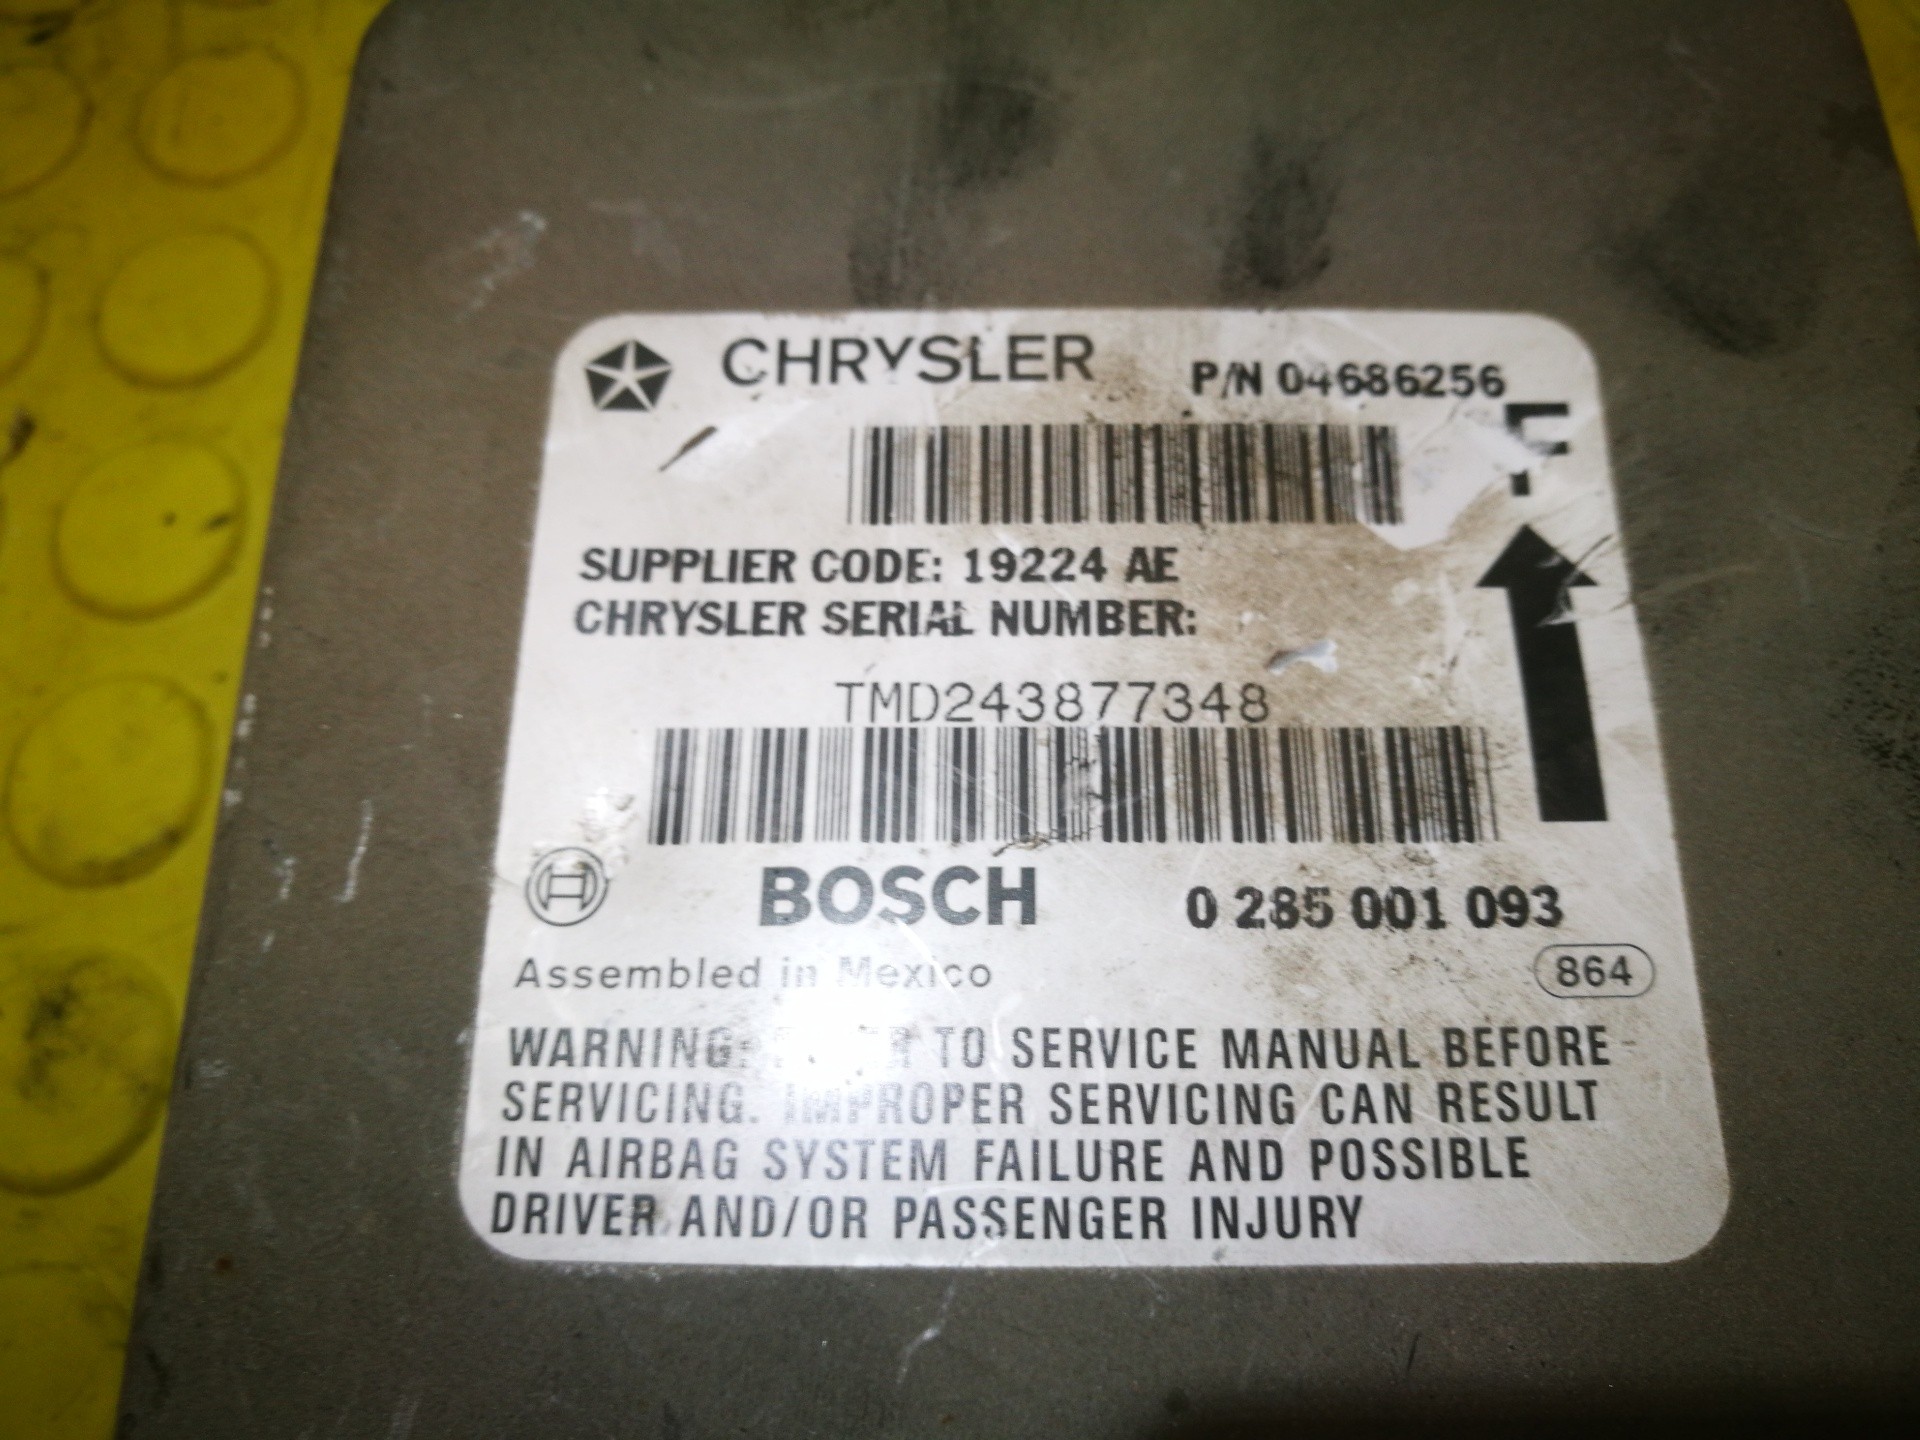 CHRYSLER P/N 04686256
F
SUPPLIER CODE: 19224 AE
CHRYSLER SERIAL NUMBER:
TMD243877348
BOSCH 0 285 001 093
Assembled in Mexico 864
WARNING: TO SERVICE MANUAL BEFORE
SERVICING. IMPROPER SERVICING CAN RESULT
IN AIRBAG SYSTEM FAILURE AND POSSIBLE
DRIVER AND/OR PASSENGER INJURY